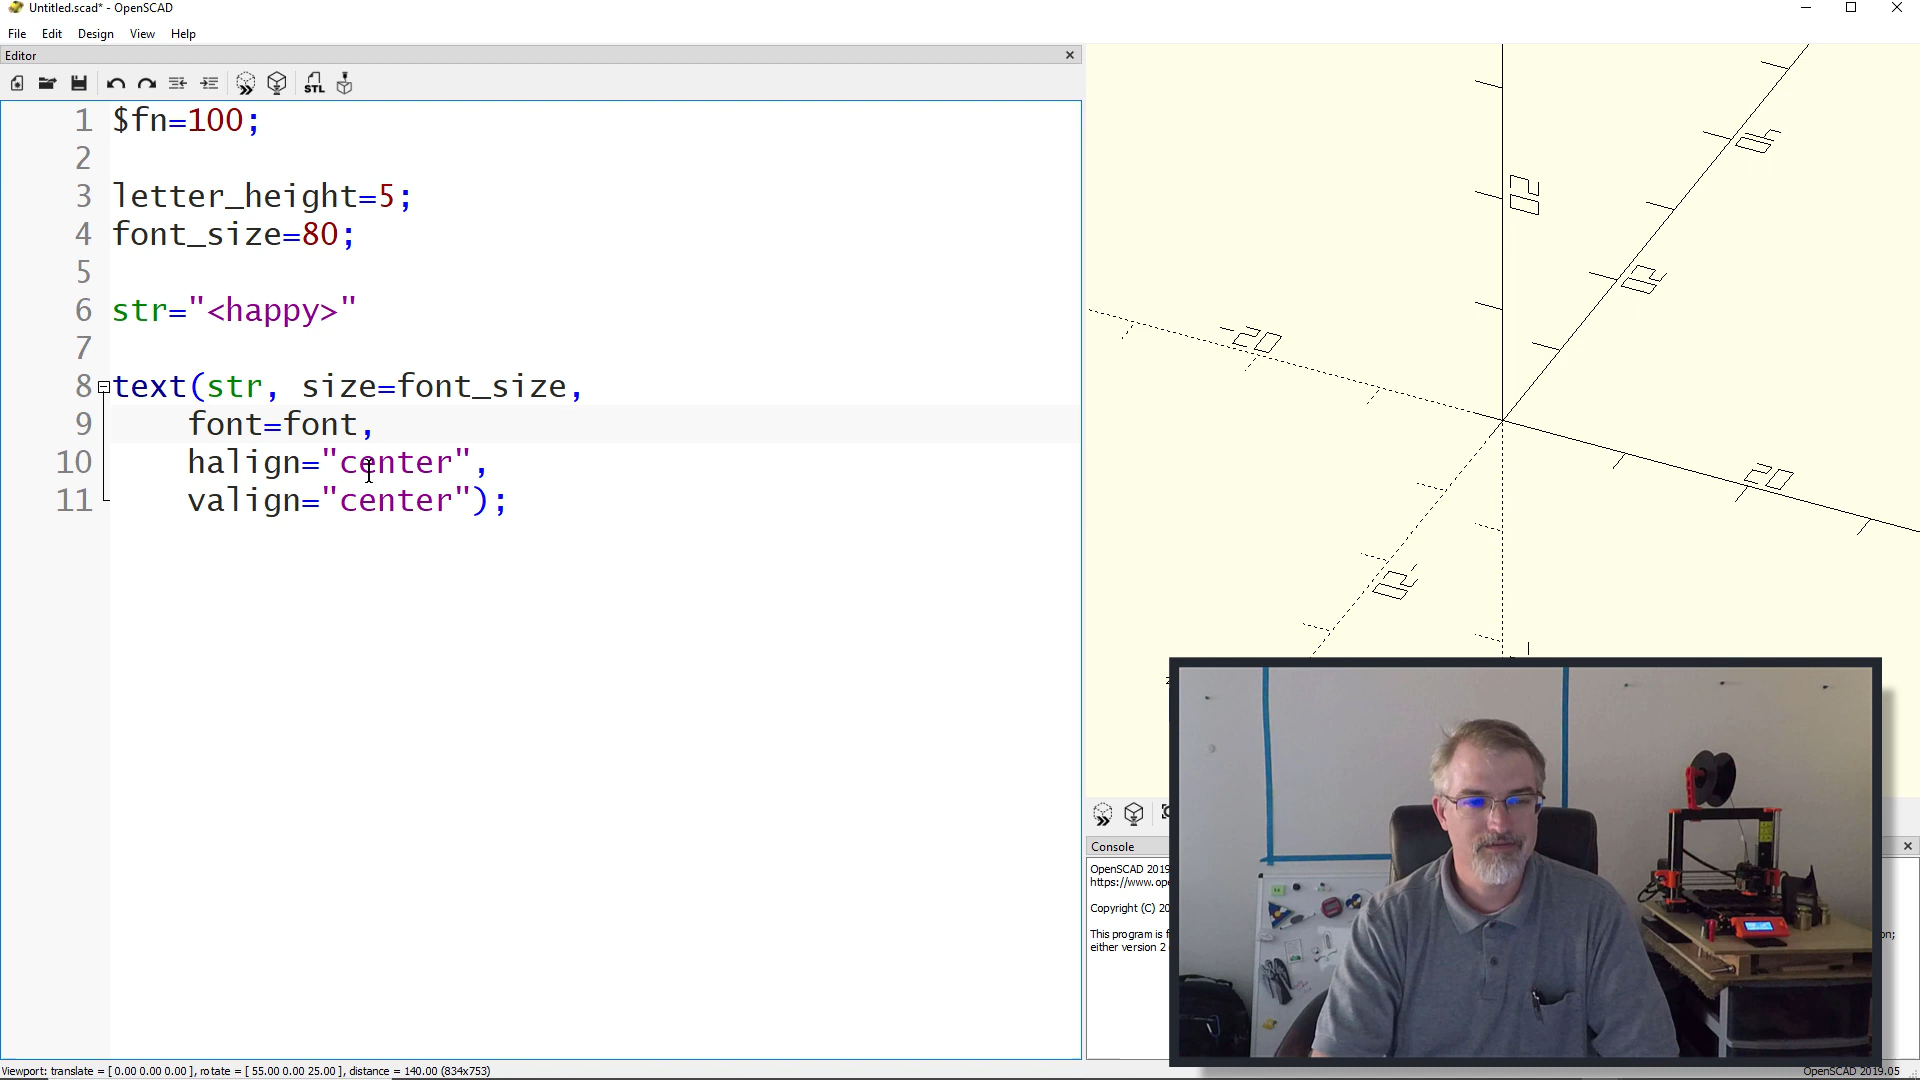 Untitled.scad* - OpenSCAD
File Edit Design View Help
Editor
STL
1 $fn=100;
2
3 letter_height=5;
4 font_size=80;
5
6 str="<happy>"
7
8 text(str, size=font_size,
9 font=font,
10 halign="center",
11 valign="center");
20
-20
20
Console
OpenSCAD 2019
https://www.ope
Copyright (C) 20
This program is f
on;
either version 2
Viewport: translate = [ 0.00 0.00 0.00 ], rotate = [ 55.00 0.00 25.00 ], distance = 140.00 (834x753)
OpenSCAD 2019.05